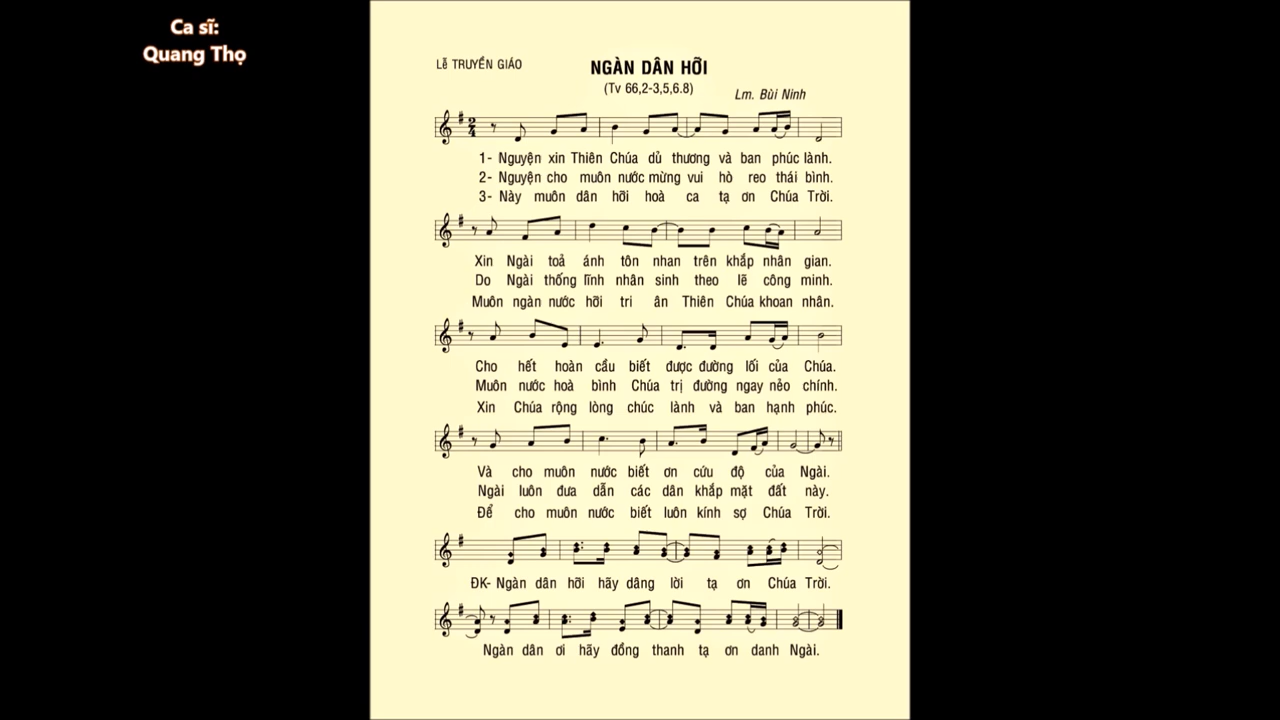 Ca sĩ:
Quang Thọ
Lễ TRUYỀN GIÁO
NGÀN DÂN HỠI
(Tv 66,2-3,5,6.8)
Lm. Bùi Ninh
1- Nguyện xin Thiên Chúa dủ thương và ban phúc lành.
2- Nguyện cho muôn nước mừng vui hò reo thái bình.
3- Này muôn dân hỡi hoà ca tạ ơn Chúa Trời.
Xin Ngài toả ánh tôn nhan trên khắp nhân gian.
Do Ngài thống lĩnh nhân sinh theo lẽ công minh.
Muôn ngàn nước hỡi tri ân Thiên Chúa khoan nhân.
Cho hết hoàn cầu biết được đường lối của Chúa.
Muôn nước hoà bình Chúa trị đường ngay nẻo chính.
Xin Chúa rộng lòng chúc lành và ban hạnh phúc.
Và cho muôn nước biết ơn cứu độ của Ngài.
Ngài luôn đưa dẫn các dân khắp mặt đất này.
Để cho muôn nước biết luôn kính sợ Chúa Trời.
ĐK- Ngàn dân hỡi hãy dâng lời tạ ơn Chúa Trời.
Ngàn dân ơi hãy đồng thanh tạ ơn danh Ngài.